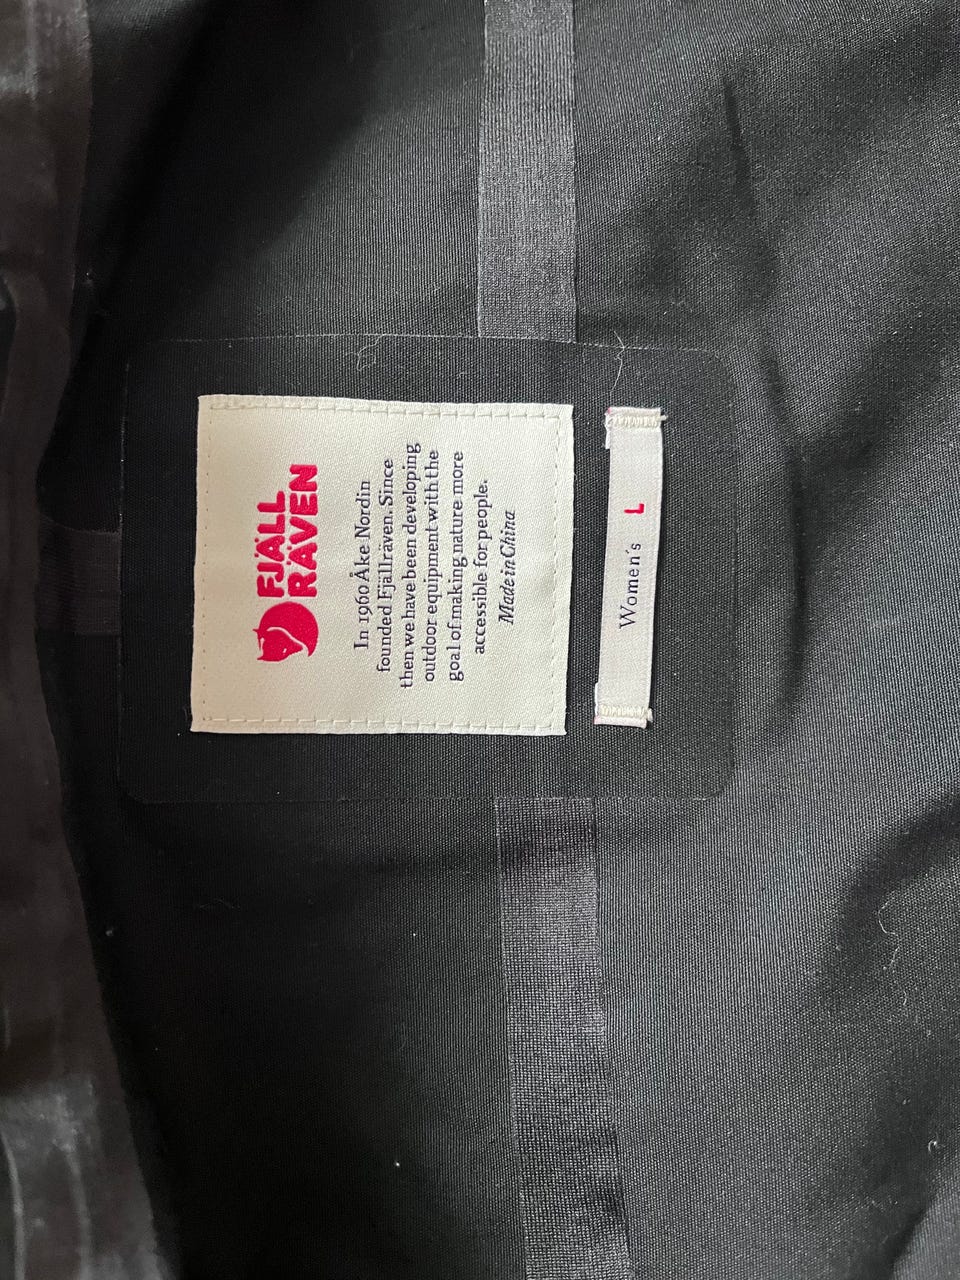 FJÄLL
RÄVEN
In 1960 Åke Nordin
founded Fjällräven. Since
then we have been developing
outdoor equipment with the
goal of making nature more
accessible for people.
Made in China
Women's L